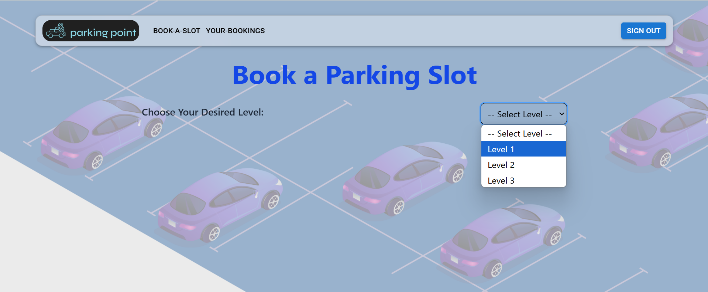 parking point BOOK A-SLOT YOUR-BOOKINGS SIGN OUT
Book a Parking Slot
Choose Your Desired Level: -- Select Level --
-- Select Level --
Level 1
Level 2
Level 3